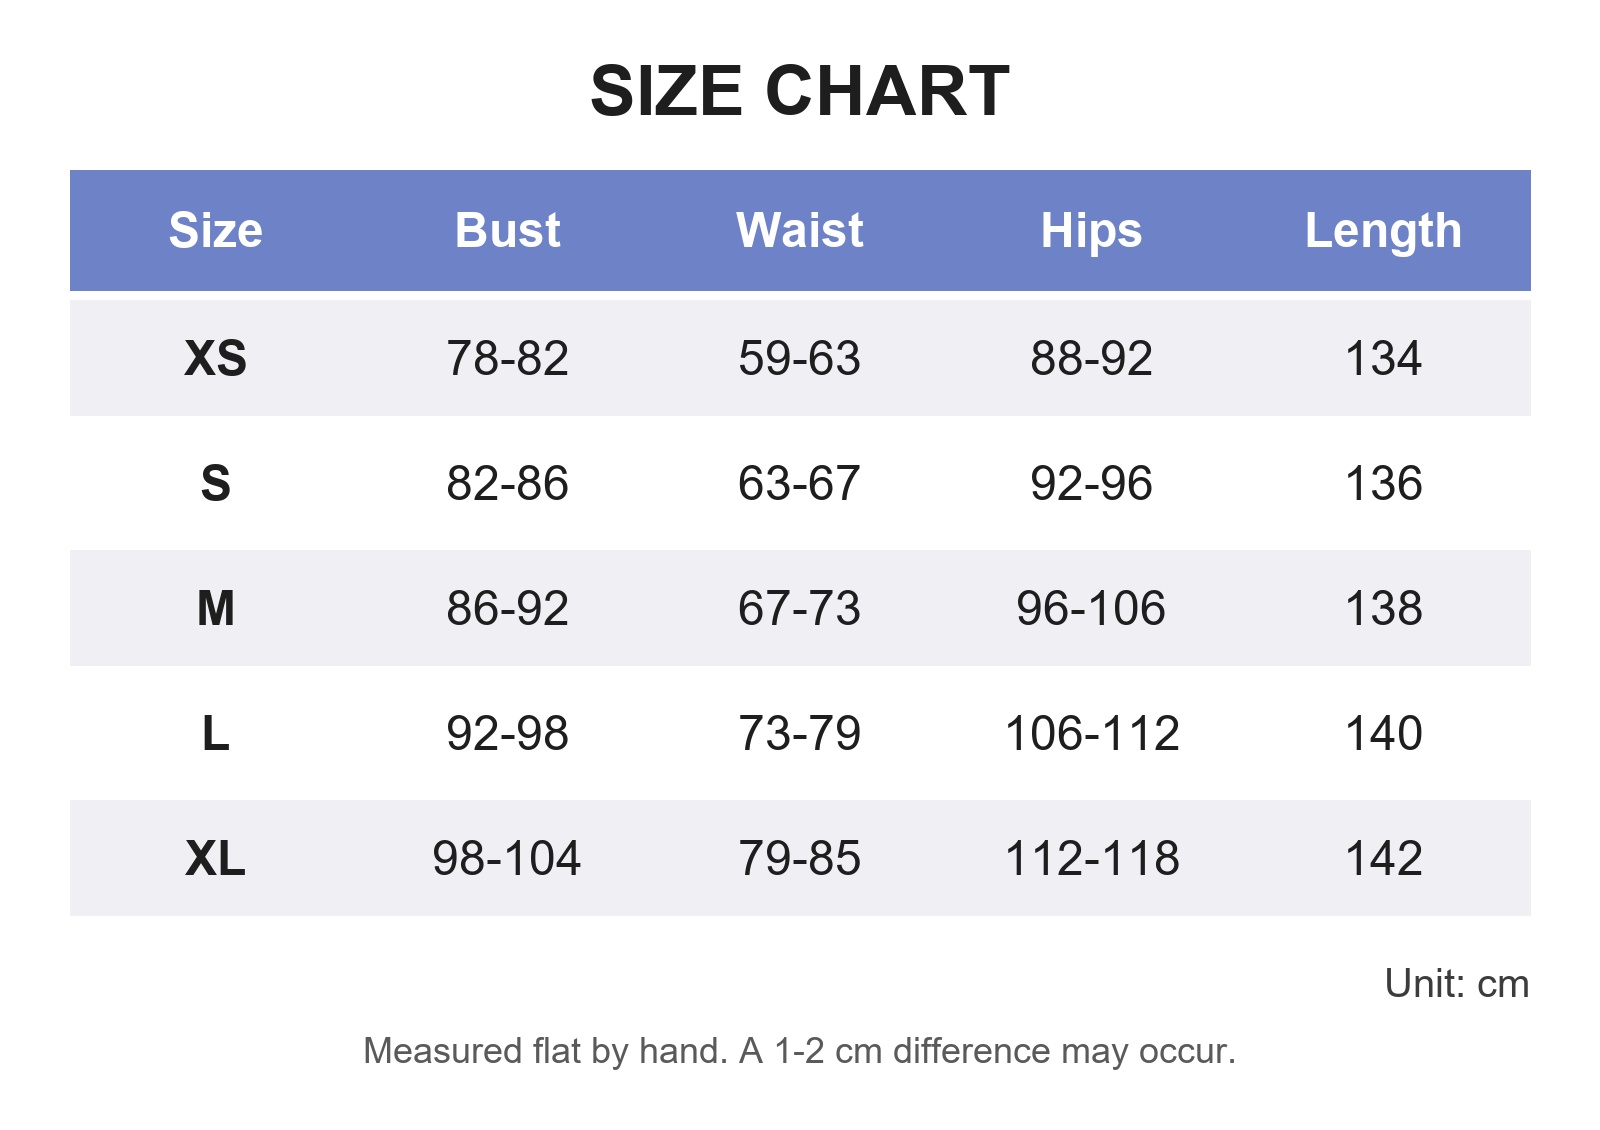 SIZE CHART
Size Bust Waist Hips Length
XS 78-82 59-63 88-92 134
S 82-86 63-67 92-96 136
M 86-92 67-73 96-106 138
L 92-98 73-79 106-112 140
XL 98-104 79-85 112-118 142
Unit: cm
Measured flat by hand. A 1-2 cm difference may occur.